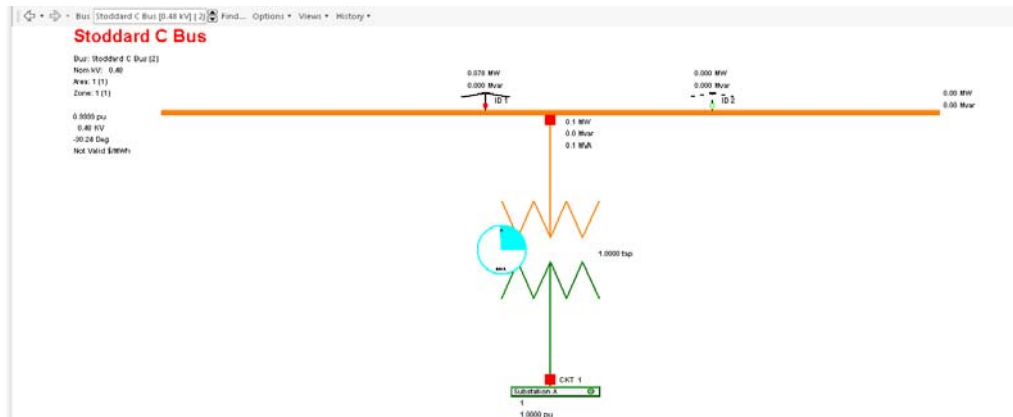 Bus Stoddard C Bus [0.48 kV] (2) Find... Options Views History
Stoddard C Bus
Bus: Stoddard C Bus (2)
Nom kV: 0.48
Area: 1 (1)
Zone: 1 (1)
0.078 MW
0.000 Mvar
ID 1
0.000 MW
0.000 Mvar
ID 2
0.00 MW
0.00 Mvar
0.48 KV
-30.24 Deg
Not Valid $/MWh
0.1 MW
0.0 Mvar
0.1 MVA
1.0000 tap
CKT 1
Substation A
1
1.0000 pu